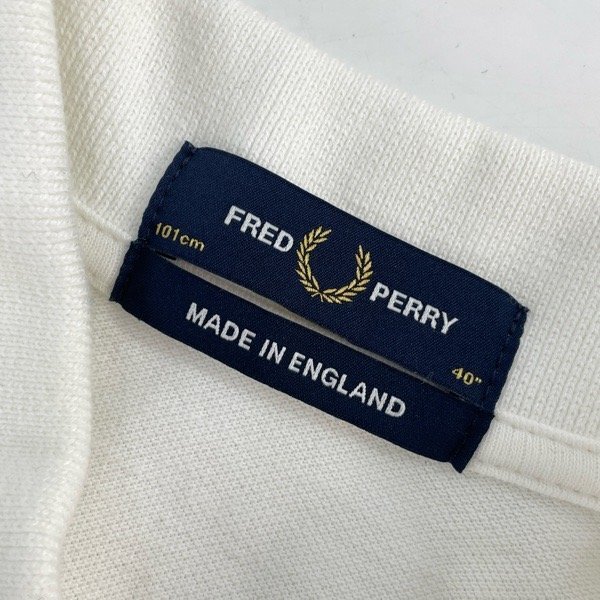 FRED PERRY
101cm
40"
MADE IN ENGLAND